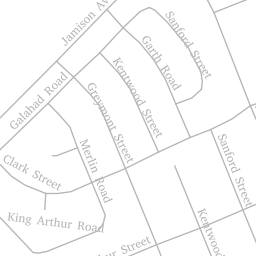 Jamison Av
Sanford Street
Garth Road
Kentwood Street
Galahad Road
Greymont Street
Merlin Road
Clark Street
Sanford Street
King Arthur Road
Kentwood
ur Street